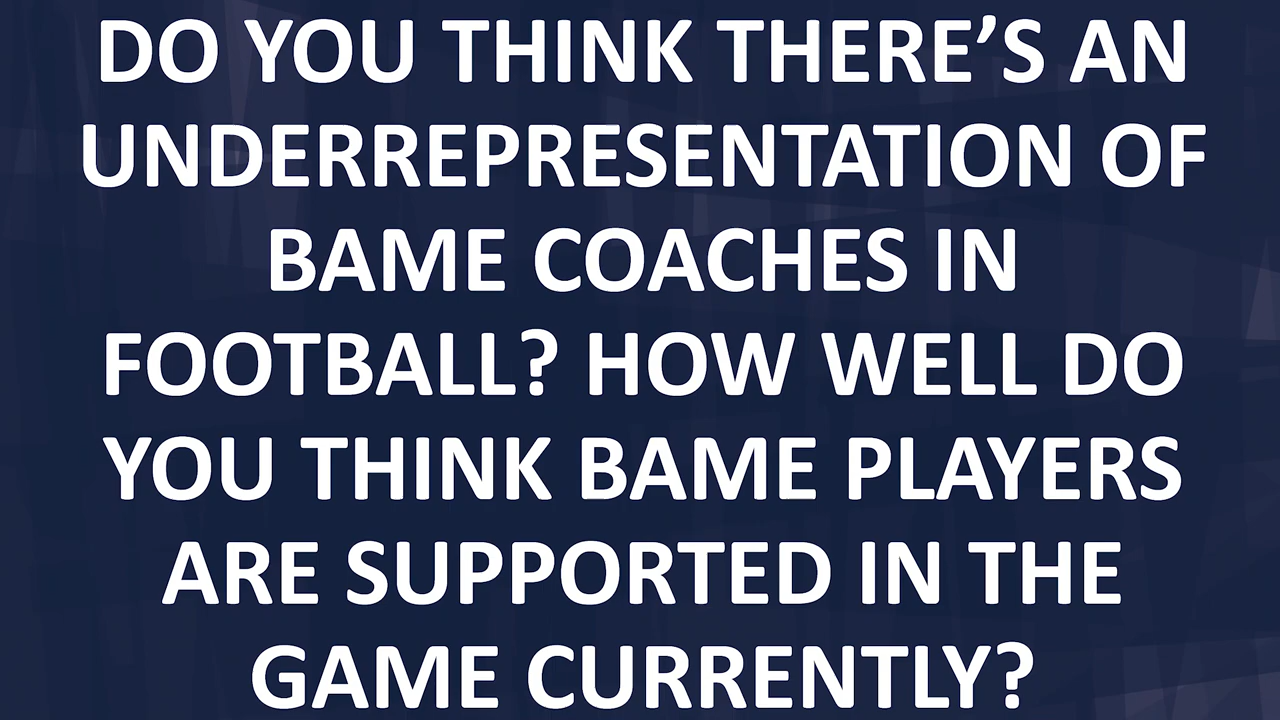 DO YOU THINK THERE’S AN
UNDERREPRESENTATION OF
BAME COACHES IN
FOOTBALL? HOW WELL DO
YOU THINK BAME PLAYERS
ARE SUPPORTED IN THE
GAME CURRENTLY?